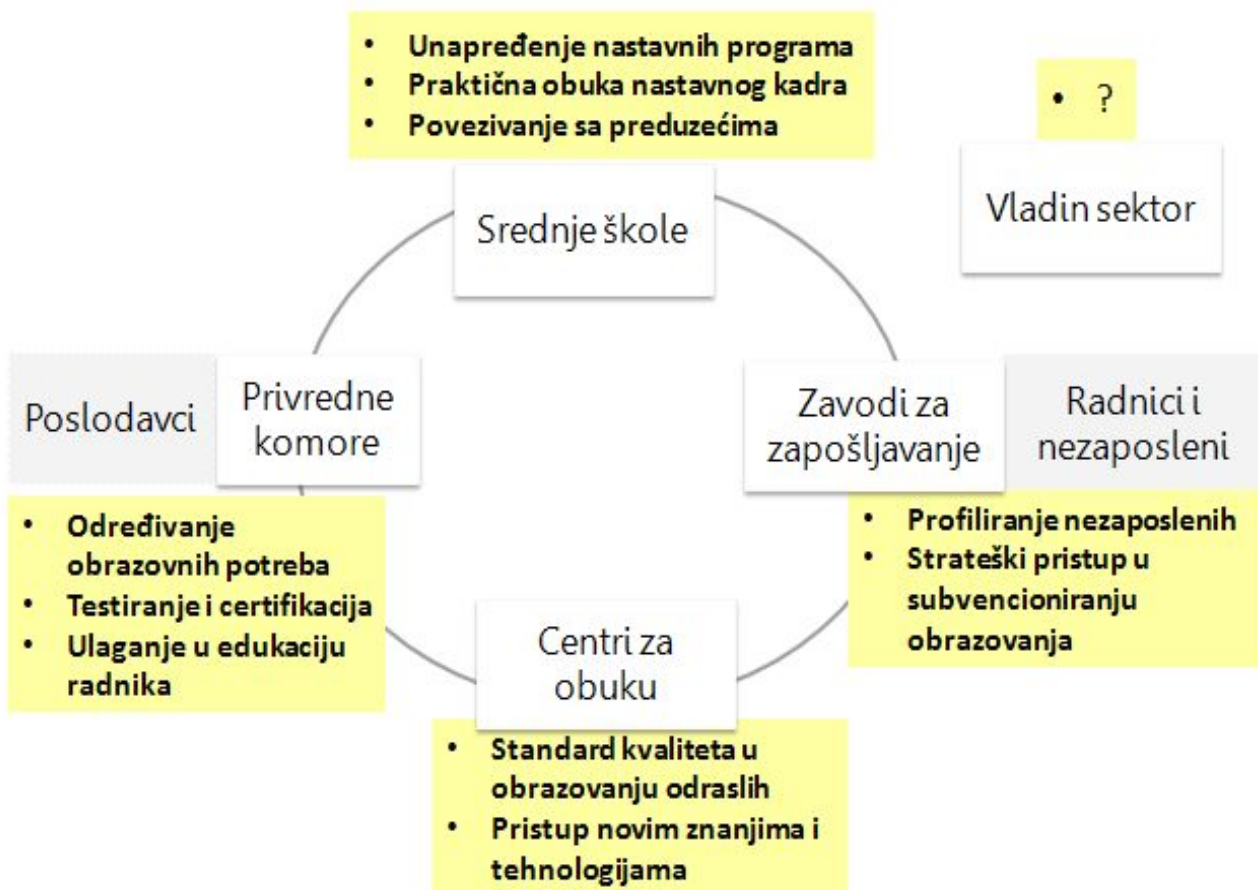 • Unapređenje nastavnih programa
• Praktična obuka nastavnog kadra
• Povezivanje sa preduzećima
• ?
Vladin sektor
Srednje škole
Poslodavci
Privredne
komore
Zavodi za
zapošljavanje
Radnici i
nezaposleni
• Određivanje
obrazovnih potreba
• Testiranje i certifikacija
• Ulaganje u edukaciju
radnika
• Profiliranje nezaposlenih
• Strateški pristup u
subvencioniranju
obrazovanja
Centri za
obuku
• Standard kvaliteta u
obrazovanju odraslih
• Pristup novim znanjima i
tehnologijama